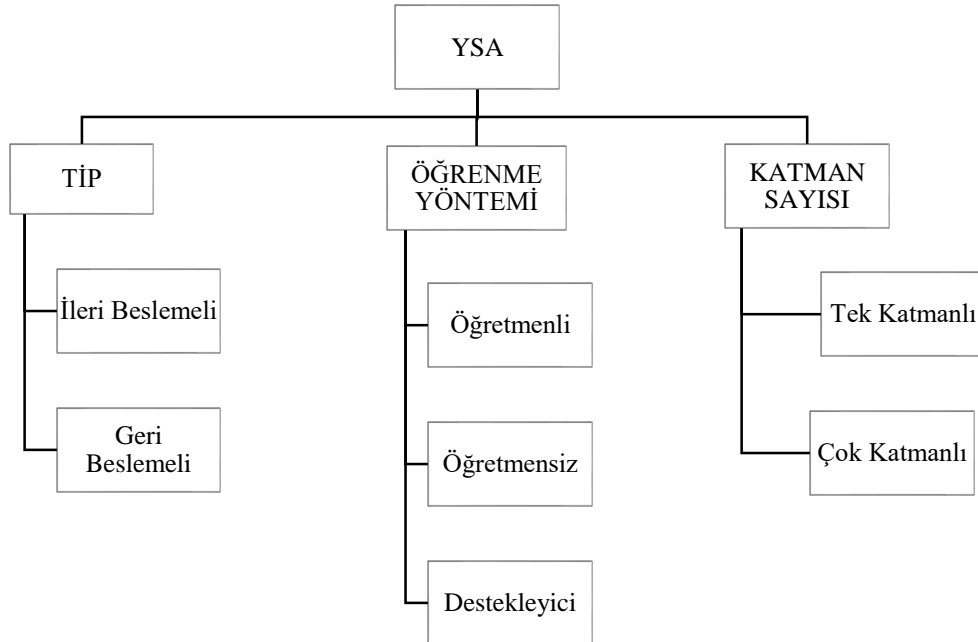 YSA
TİP
İleri Beslemeli
Geri
Beslemeli
ÖĞRENME
YÖNTEMİ
Öğretmenli
Öğretmensiz
Destekleyici
KATMAN
SAYISI
Tek Katmanlı
Çok Katmanlı